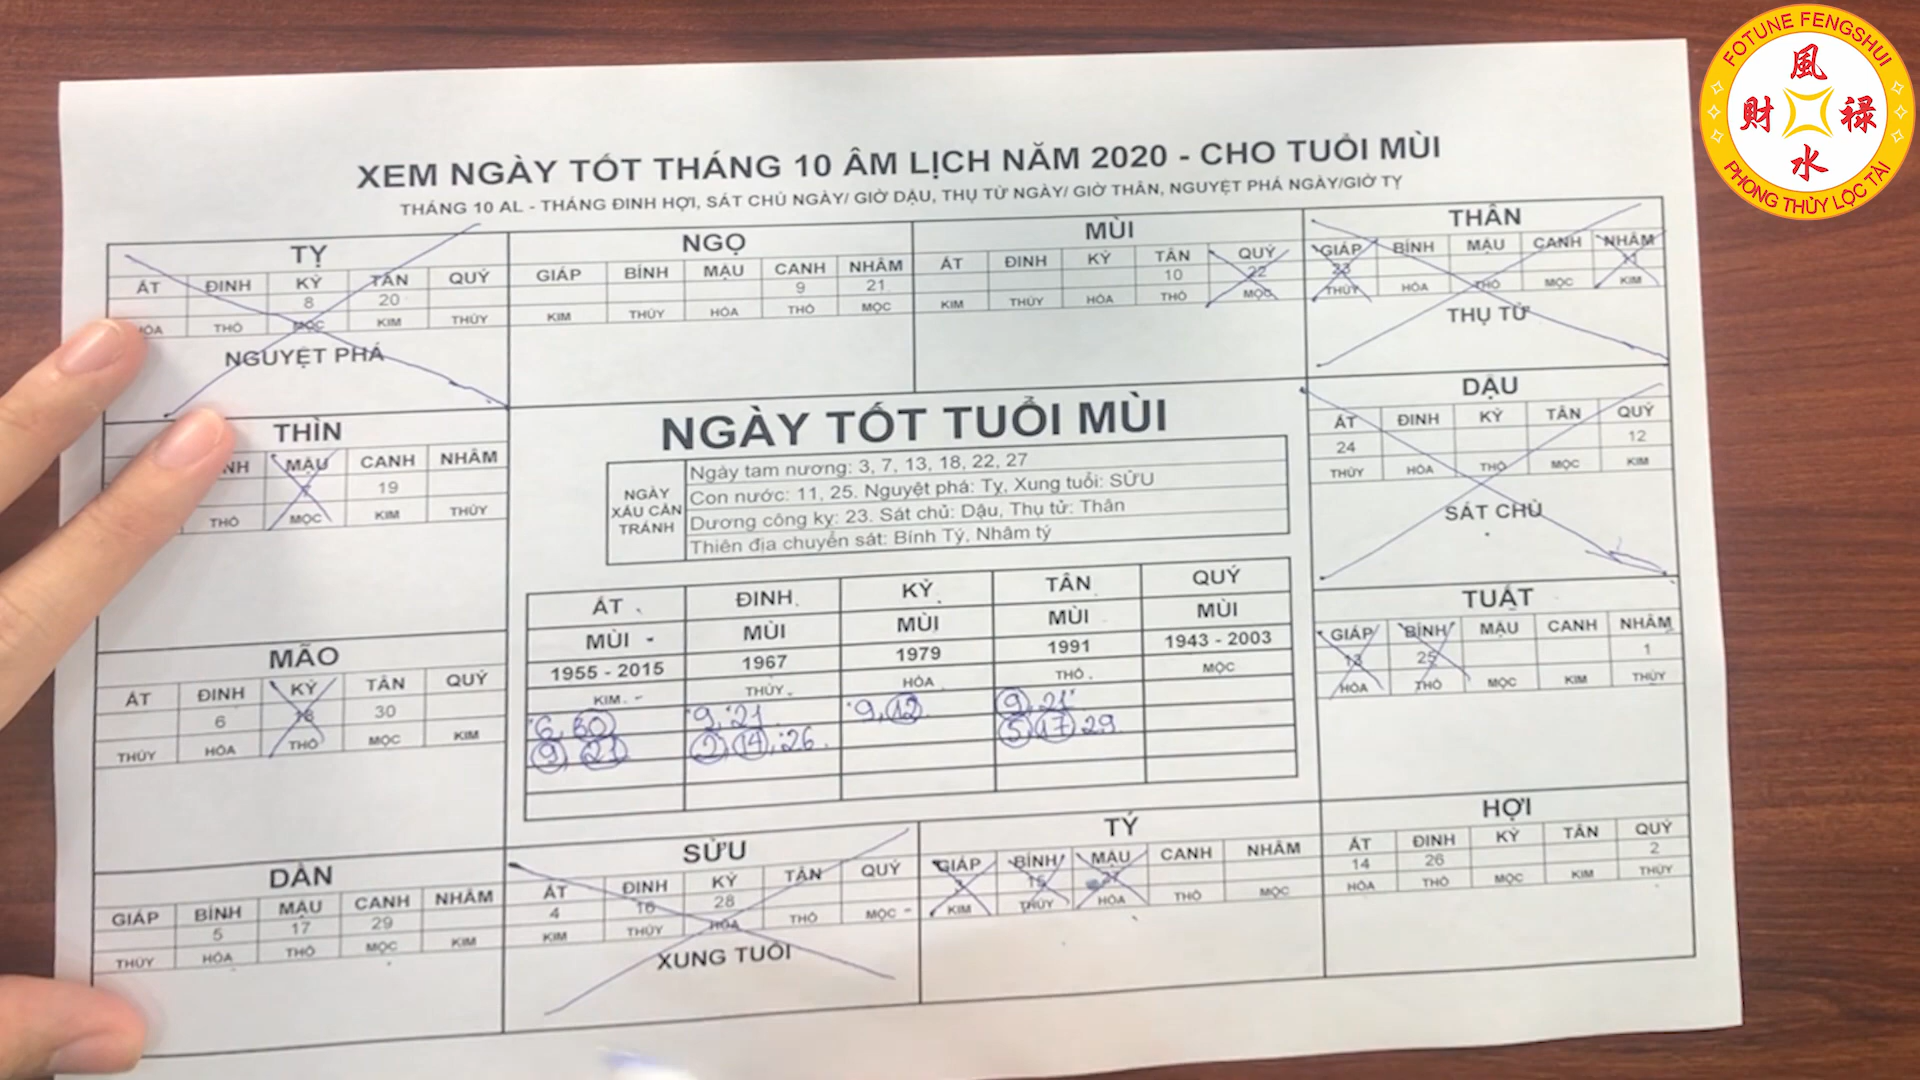 FOTUNE FENGSHUI
風
財 禄
水
PHONG THỦY LỘC TÀI
XEM NGÀY TỐT THÁNG 10 ÂM LỊCH NĂM 2020 - CHO TUỔI MÙI
THÁNG 10 AL - THÁNG ĐINH HỢI, SÁT CHỦ NGÀY/ GIỜ DẬU, THỤ TỬ NGÀY/ GIỜ THÂN, NGUYỆT PHÁ NGÀY/GIỜ TỴ
TỴ
ẤT ĐINH KỶ TÂN QUÝ
8 20
HỎA THỔ MỘC KIM THỦY
NGUYỆT PHÁ
NGỌ
GIÁP BÍNH MẬU CANH NHÂM
9 21
KIM THỦY HỎA THỔ MỘC
MÙI
ẤT ĐINH KỶ TÂN QUÝ
10 22
KIM THỦY HỎA THỔ MỘC
THÂN
GIÁP BÍNH MẬU CANH NHÂM
23 11
THỦY HỎA THỔ MỘC KIM
THỤ TỬ
THÌN
MẬU CANH NHÂM
19
THỔ MỘC KIM THỦY
NGÀY TỐT TUỔI MÙI
NGÀY
XẤU CẦN
TRÁNH
Ngày tam nương: 3, 7, 13, 18, 22, 27
Con nước: 11, 25. Nguyệt phá: Tỵ, Xung tuổi: SỬU
Dương công kỵ: 23. Sát chủ: Dậu, Thụ tử: Thân
Thiên địa chuyển sát: Bính Tý, Nhâm tý
DẬU
ẤT ĐINH KỶ TÂN QUÝ
24 12
THỦY HỎA THỔ MỘC KIM
SÁT CHỦ
ẤT ĐINH KỶ TÂN QUÝ
MÙI MÙI MÙI MÙI MÙI
1955 - 2015 1967 1979 1991 1943 - 2003
KIM THỦY HỎA THỔ MỘC
6, 30 9, 21 9, 12 9, 21
9, 21 2, 14, 26 5, 17, 29
MÃO
ẤT ĐINH KỶ TÂN QUÝ
6 18 30
THỦY HỎA THỔ MỘC KIM
TUẤT
GIÁP BÍNH MẬU CANH NHÂM
13 25 1
HỎA THỔ MỘC KIM THỦY
DẦN
GIÁP BÍNH MẬU CANH NHÂM
5 17 29
THỦY HỎA THỔ MỘC KIM
SỬU
ẤT ĐINH KỶ TÂN QUÝ
4 16 28
KIM THỦY HỎA THỔ MỘC
XUNG TUỔI
TÝ
GIÁP BÍNH MẬU CANH NHÂM
3 15 27
KIM THỦY HỎA THỔ MỘC
HỢI
ẤT ĐINH KỶ TÂN QUÝ
14 26 2
HỎA THỔ MỘC KIM THỦY